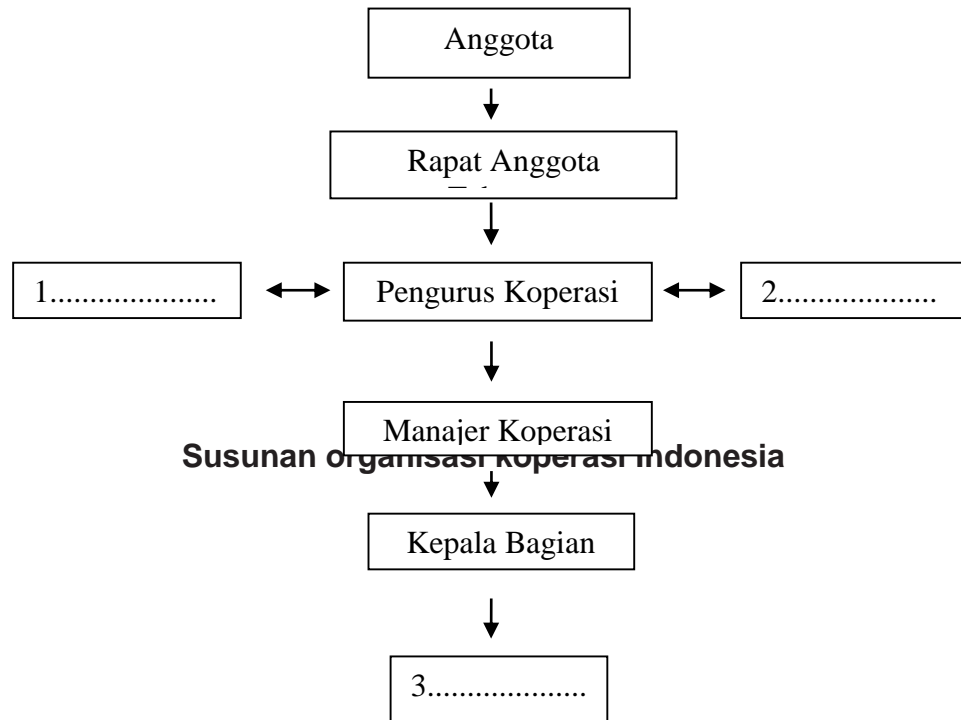 Anggota
Rapat Anggota
1....................
Pengurus Koperasi
2...................
Manajer Koperasi
Susunan organisasi koperasi Indonesia
Kepala Bagian
3...................